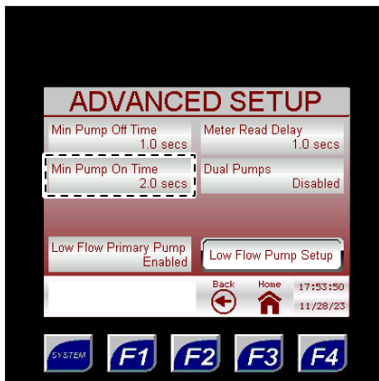 ADVANCED SETUP
Min Pump Off Time
1.0 secs
Meter Read Delay
1.0 secs
Min Pump On Time
2.0 secs
Dual Pumps
Disabled
Low Flow Primary Pump
Enabled
Low Flow Pump Setup
Back
Home
17:53:50
11/28/23
SYSTEM
F1
F2
F3
F4